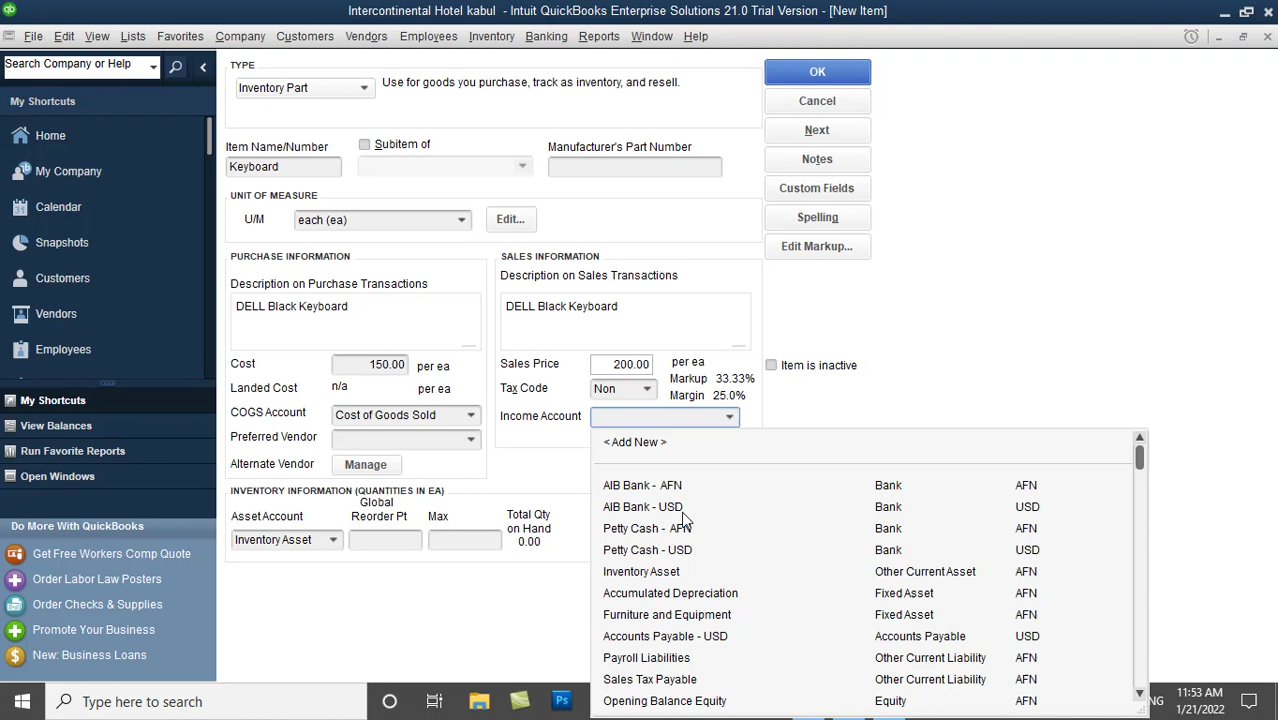 Intercontinental Hotel kabul - Intuit QuickBooks Enterprise Solutions 21.0 Trial Version - [New Item]
File Edit View Lists Favorites Company Customers Vendors Employees Inventory Banking Reports Window Help
Search Company or Help
My Shortcuts
Home
My Company
Calendar
Snapshots
Customers
Vendors
Employees
My Shortcuts
View Balances
Run Favorite Reports
Open Windows
Do More With QuickBooks
Get Free Workers Comp Quote
Order Labor Law Posters
Order Checks & Supplies
Promote Your Business
New: Business Loans
TYPE
Inventory Part Use for goods you purchase, track as inventory, and resell.
Item Name/Number Subitem of Manufacturer's Part Number
Keyboard
UNIT OF MEASURE
U/M each (ea) Edit...
PURCHASE INFORMATION
Description on Purchase Transactions
DELL Black Keyboard
Cost 150.00 per ea
Landed Cost n/a per ea
COGS Account Cost of Goods Sold
Preferred Vendor
Alternate Vendor Manage
SALES INFORMATION
Description on Sales Transactions
DELL Black Keyboard
Sales Price 200.00 per ea
Tax Code Non
Markup 33.33%
Margin 25.0%
Income Account
INVENTORY INFORMATION (QUANTITIES IN EA)
Asset Account Global Reorder Pt Max Total Qty on Hand
Inventory Asset 0.00
OK
Cancel
Next
Notes
Custom Fields
Spelling
Edit Markup...
Item is inactive
< Add New >
AIB Bank - AFN Bank AFN
AIB Bank - USD Bank USD
Petty Cash - AFN Bank AFN
Petty Cash - USD Bank USD
Inventory Asset Other Current Asset AFN
Accumulated Depreciation Fixed Asset AFN
Furniture and Equipment Fixed Asset AFN
Accounts Payable - USD Accounts Payable USD
Payroll Liabilities Other Current Liability AFN
Sales Tax Payable Other Current Liability AFN
Opening Balance Equity Equity AFN
Type here to search
Ps
NG
11:53 AM
1/21/2022